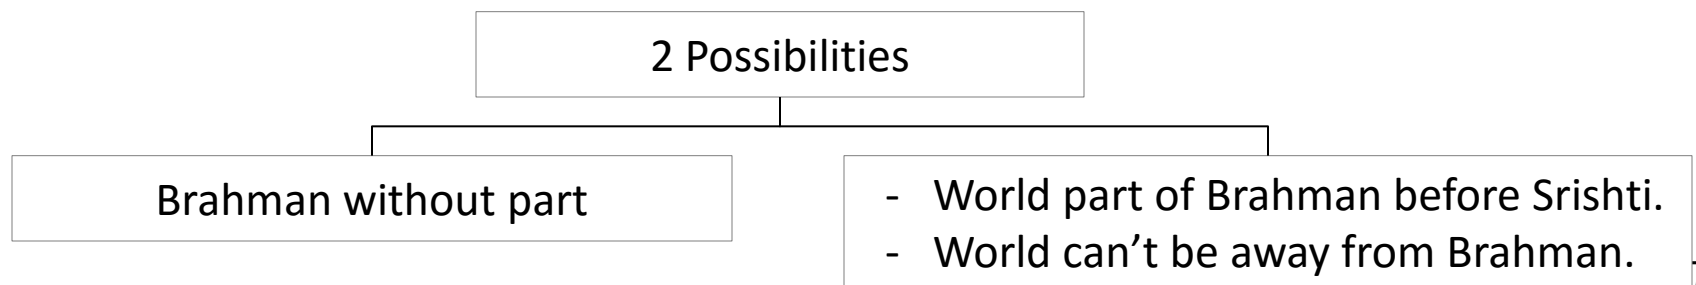 2 Possibilities
Brahman without part
- World part of Brahman before Srishti.
- World can’t be away from Brahman.